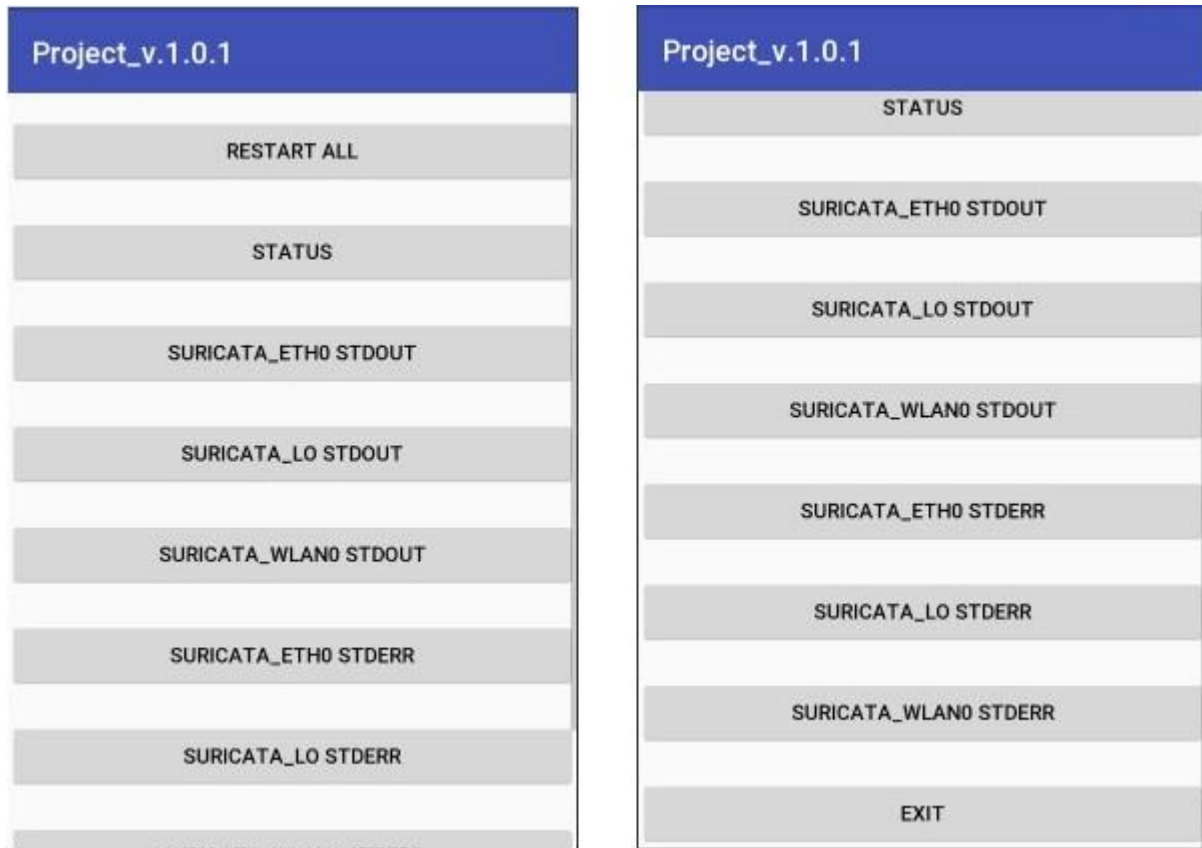 Project_v.1.0.1
RESTART ALL
STATUS
SURICATA_ETH0 STDOUT
SURICATA_LO STDOUT
SURICATA_WLAN0 STDOUT
SURICATA_ETH0 STDERR
SURICATA_LO STDERR
Project_v.1.0.1
STATUS
SURICATA_ETH0 STDOUT
SURICATA_LO STDOUT
SURICATA_WLAN0 STDOUT
SURICATA_ETH0 STDERR
SURICATA_LO STDERR
SURICATA_WLAN0 STDERR
EXIT